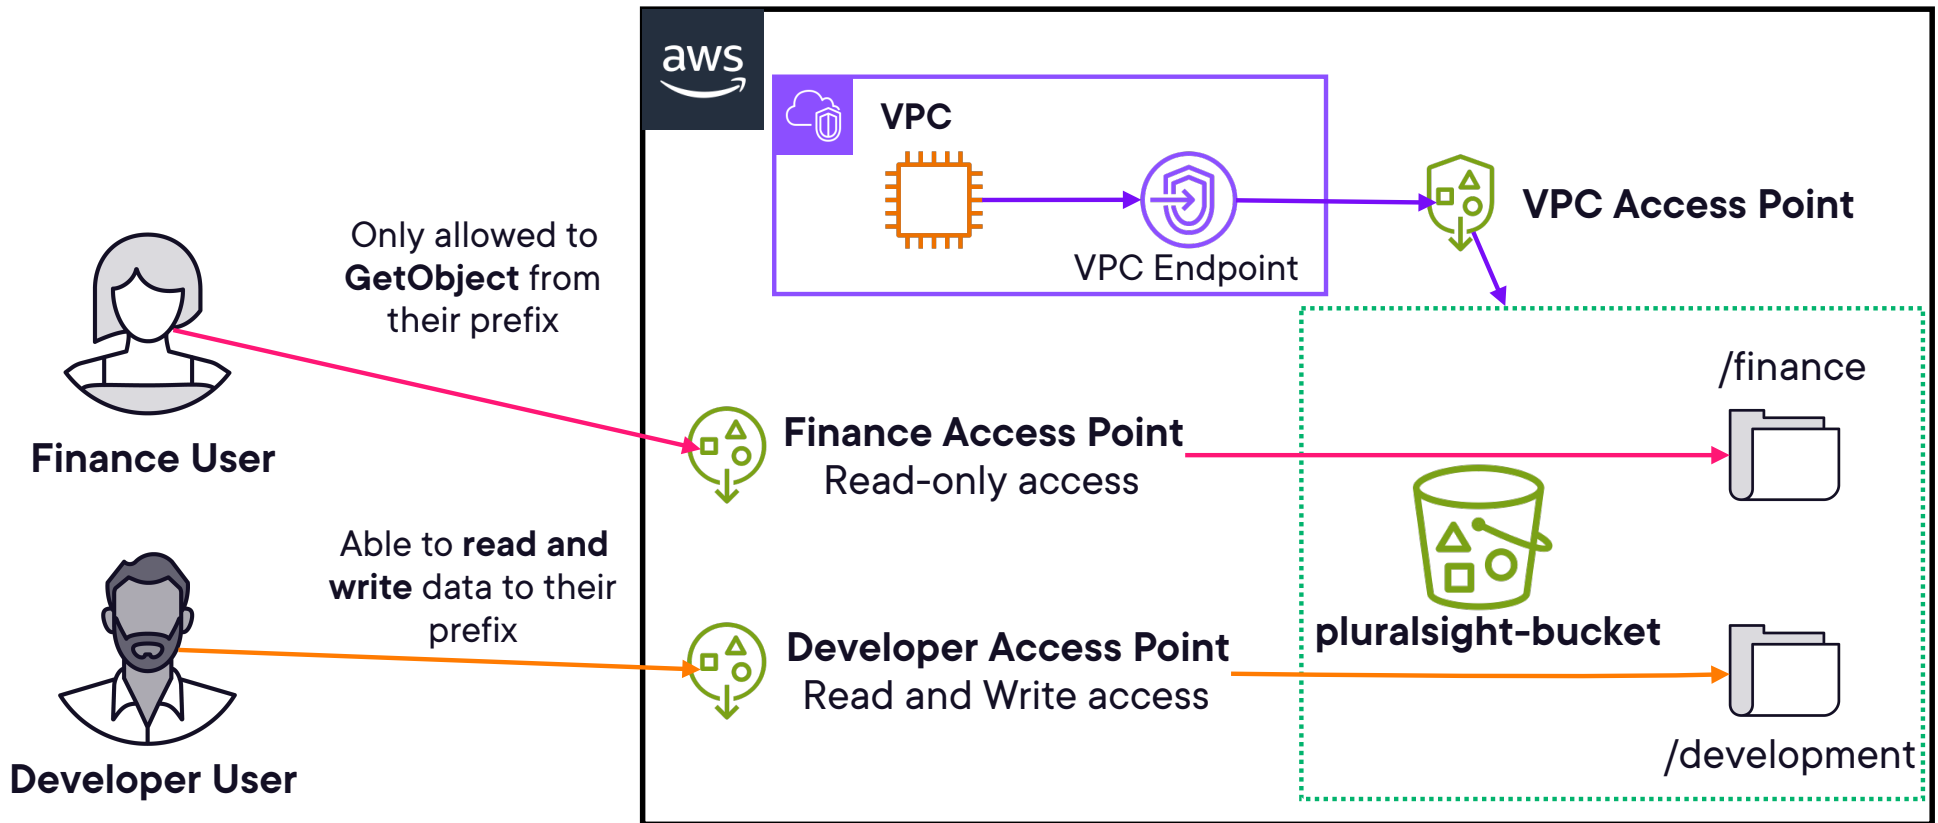 aws
VPC
VPC Endpoint
VPC Access Point
Only allowed to
GetObject from
their prefix
Finance User
Finance Access Point
Read-only access
/finance
Able to read and
write data to their
prefix
Developer User
Developer Access Point
Read and Write access
pluralsight-bucket
/development